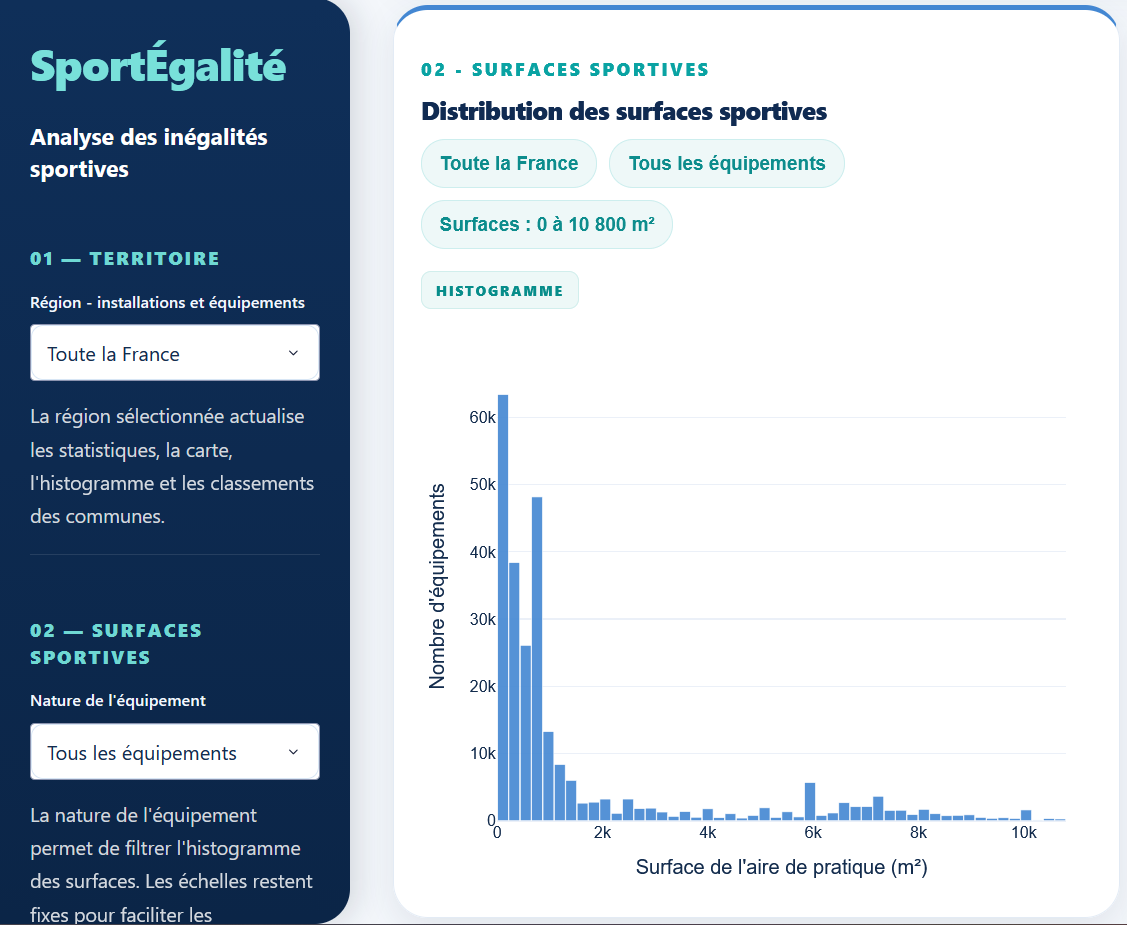 SportÉgalité
Analyse des inégalités
sportives
01 — TERRITOIRE
Région - installations et équipements
Toute la France
La région sélectionnée actualise
les statistiques, la carte,
l'histogramme et les classements
des communes.
02 — SURFACES
SPORTIVES
Nature de l'équipement
Tous les équipements
La nature de l'équipement
permet de filtrer l'histogramme
des surfaces. Les échelles restent
fixes pour faciliter les
02 - SURFACES SPORTIVES
Distribution des surfaces sportives
Toute la France
Tous les équipements
Surfaces : 0 à 10 800 m²
HISTOGRAMME
Nombre d'équipements
60k
50k
40k
30k
20k
10k
0
0 2k 4k 6k 8k 10k
Surface de l'aire de pratique (m²)